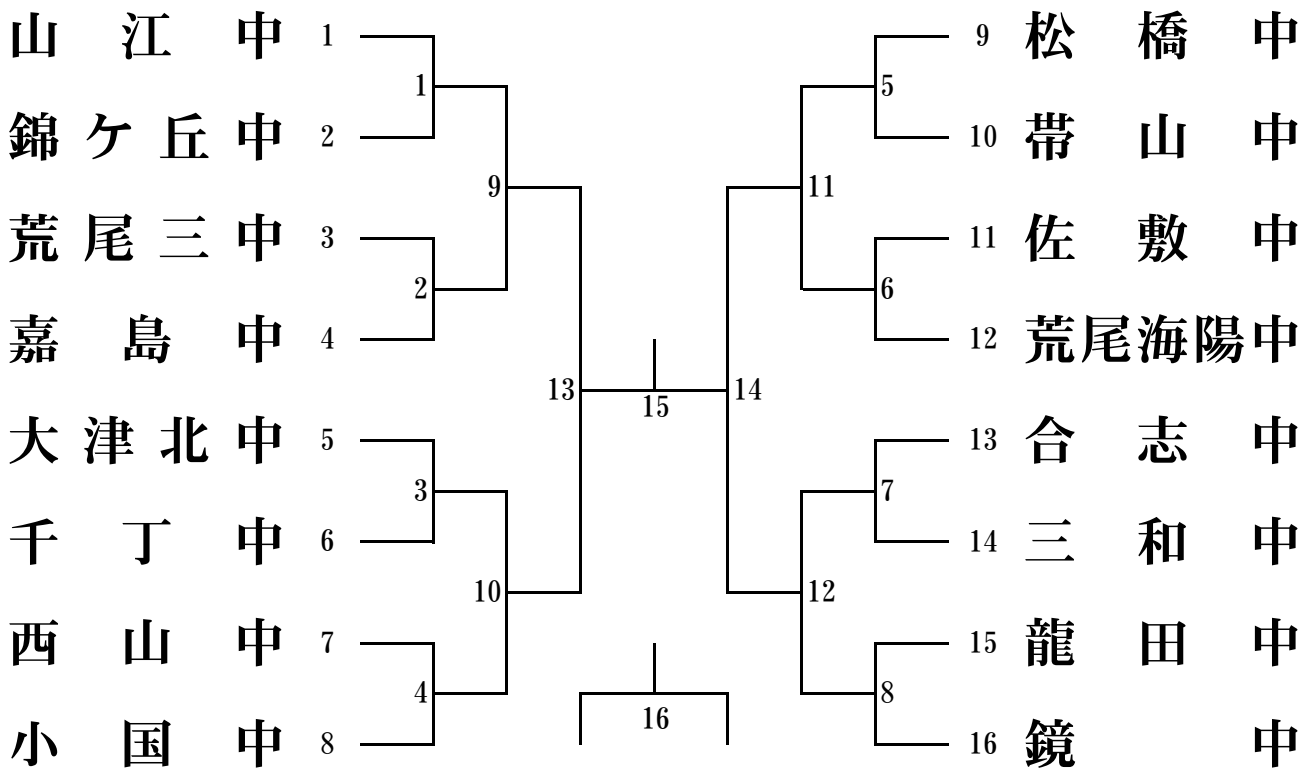 山江中 1 9 松橋中
1 5
錦ケ丘中 2 10 帯山中
9 11
荒尾三中 3 11 佐敷中
2 6
嘉島中 4 12 荒尾海陽中
13 15 14
大津北中 5 13 合志中
3 7
千丁中 6 14 三和中
10 12
西山中 7 15 龍田中
4 16 8
小国中 8 16 鏡中